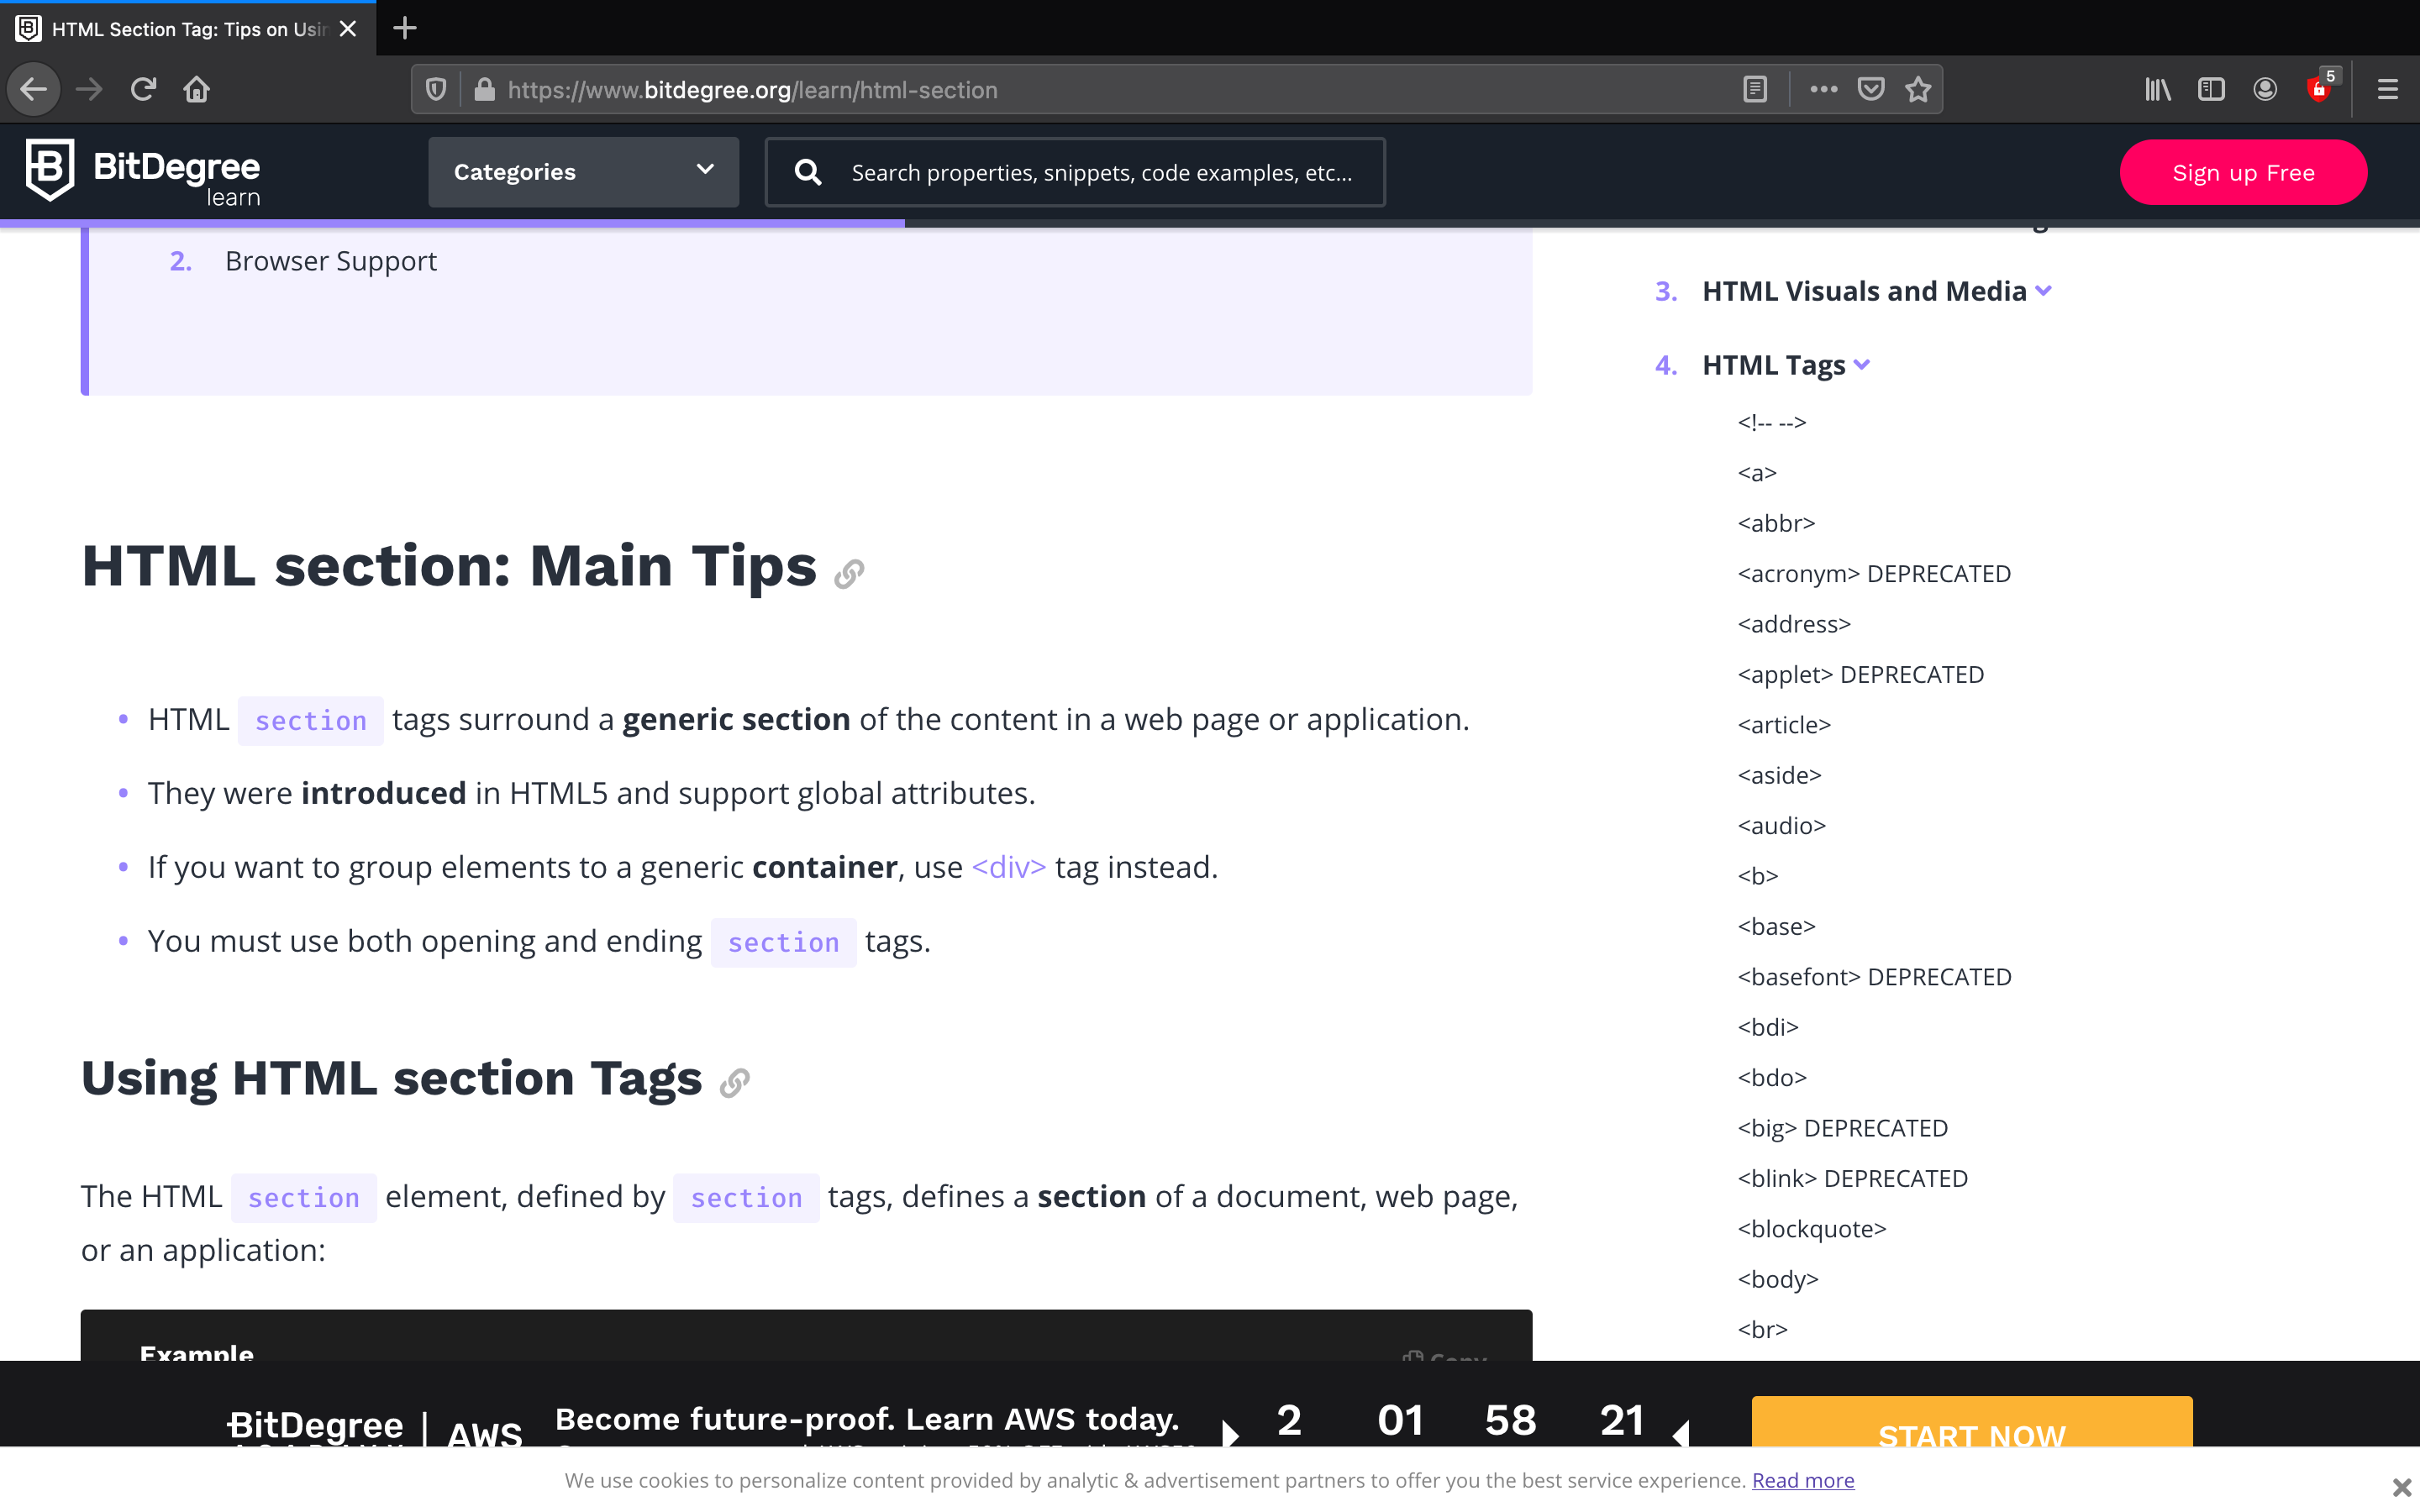 HTML Section Tag: Tips on Usin
https://www.bitdegree.org/learn/html-section
5
BitDegree
learn
Categories
Search properties, snippets, code examples, etc...
Sign up Free
2. Browser Support
HTML section: Main Tips
• HTML section tags surround a generic section of the content in a web page or application.
• They were introduced in HTML5 and support global attributes.
• If you want to group elements to a generic container, use <div> tag instead.
• You must use both opening and ending section tags.
Using HTML section Tags
The HTML section element, defined by section tags, defines a section of a document, web page,
or an application:
Example
Copy
3. HTML Visuals and Media
4. HTML Tags
<!-- -->
<a>
<abbr>
<acronym> DEPRECATED
<address>
<applet> DEPRECATED
<article>
<aside>
<audio>
<b>
<base>
<basefont> DEPRECATED
<bdi>
<bdo>
<big> DEPRECATED
<blink> DEPRECATED
<blockquote>
<body>
<br>
BitDegree | AWS
Become future-proof. Learn AWS today.
2 01 58 21
START NOW
We use cookies to personalize content provided by analytic & advertisement partners to offer you the best service experience. Read more